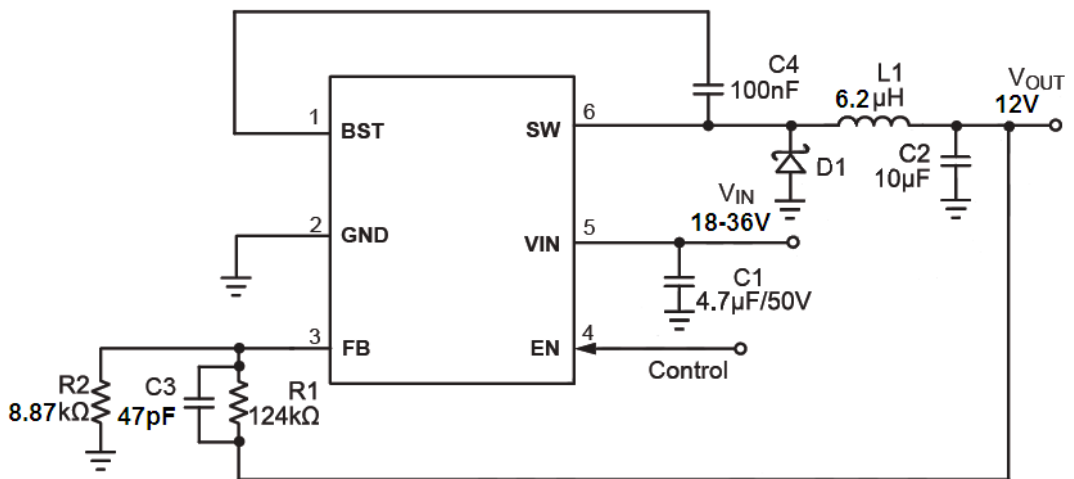 C4
100nF
L1
6.2µH
VOUT
12V
1
BST
SW
6
D1
C2
10µF
VIN
18-36V
2
GND
VIN
5
C1
4.7µF/50V
3
FB
EN
4
Control
R2
8.87kΩ
C3
47pF
R1
124kΩ